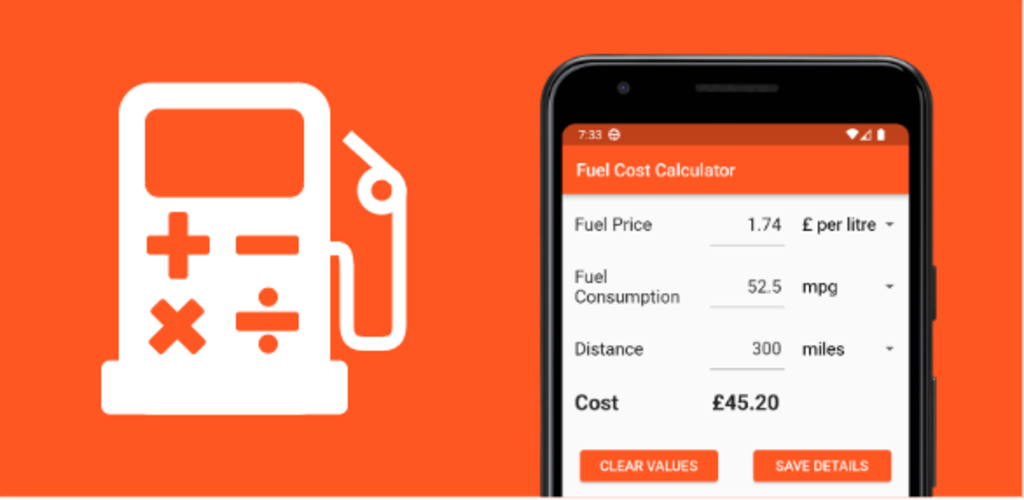 7:33
Fuel Cost Calculator
Fuel Price 1.74 £ per litre
Fuel
Consumption 52.5 mpg
Distance 300 miles
Cost £45.20
CLEAR VALUES SAVE DETAILS